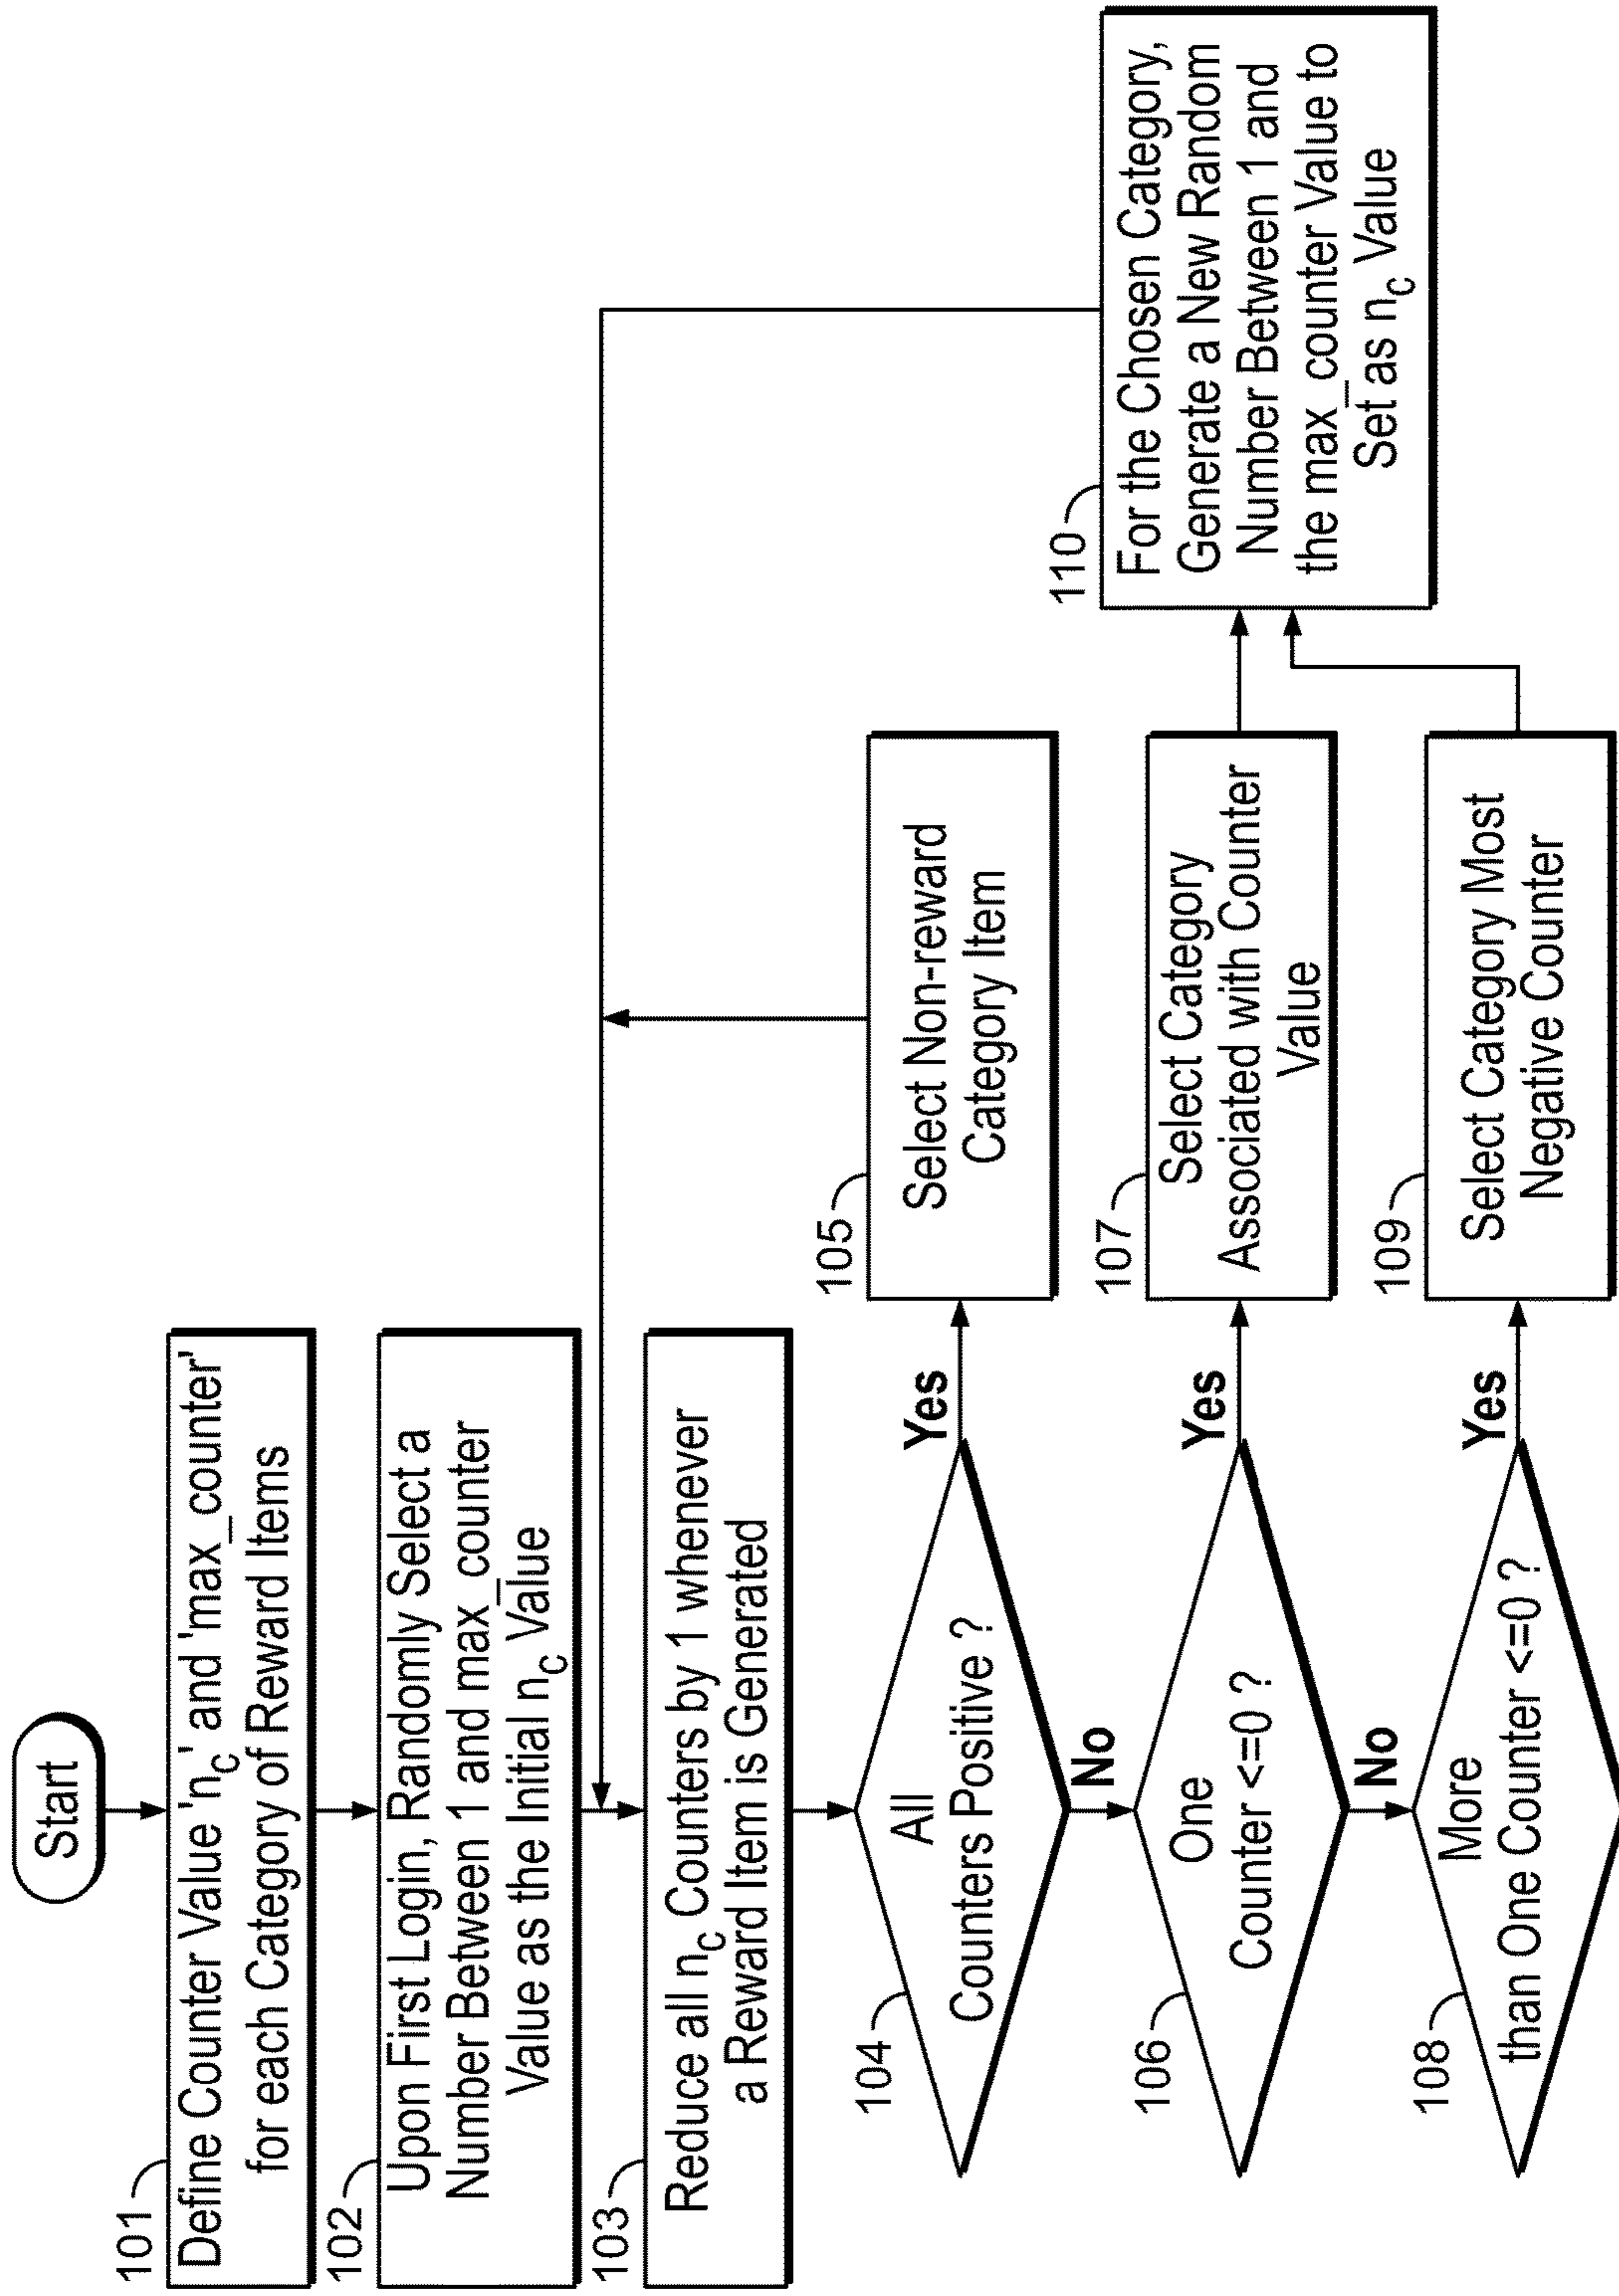 Start
101
Define Counter Value 'nc' and 'max_counter'
for each Category of Reward Items
102
Upon First Login, Randomly Select a
Number Between 1 and max_counter
Value as the Initial nc Value
103
Reduce all nc Counters by 1 whenever
a Reward Item is Generated
104
All
Counters Positive ?
Yes
105
Select Non-reward
Category Item
No
106
One
Counter <=0 ?
Yes
107
Select Category
Associated with Counter
Value
No
108
More
than One Counter <=0 ?
Yes
109
Select Category Most
Negative Counter
110
For the Chosen Category,
Generate a New Random
Number Between 1 and
the max_counter Value to
Set as nc Value